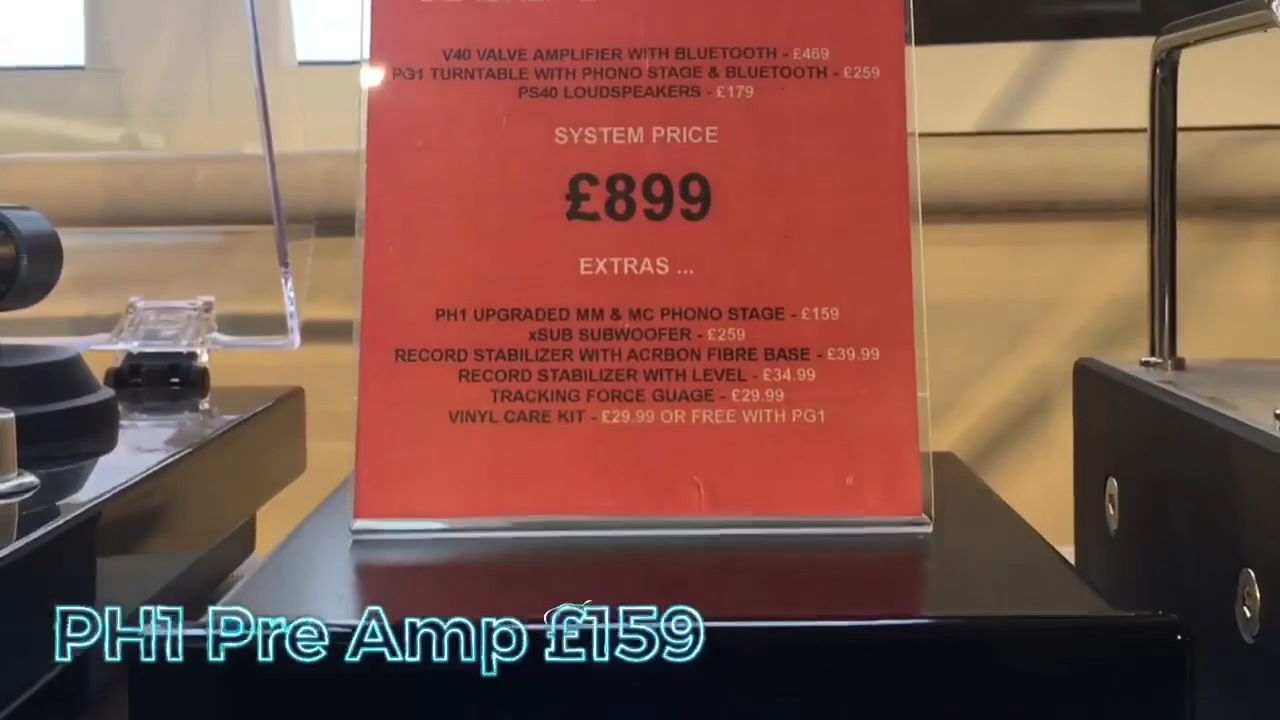 V40 VALVE AMPLIFIER WITH BLUETOOTH - £469
PG1 TURNTABLE WITH PHONO STAGE & BLUETOOTH - £259
PS40 LOUDSPEAKERS - £179
SYSTEM PRICE
£899
EXTRAS ...
PH1 UPGRADED MM & MC PHONO STAGE - £159
xSUB SUBWOOFER - £259
RECORD STABILIZER WITH ACRBON FIBRE BASE - £39.99
RECORD STABILIZER WITH LEVEL - £34.99
TRACKING FORCE GUAGE - £29.99
VINYL CARE KIT - £29.99 OR FREE WITH PG1
PH1 Pre Amp £159